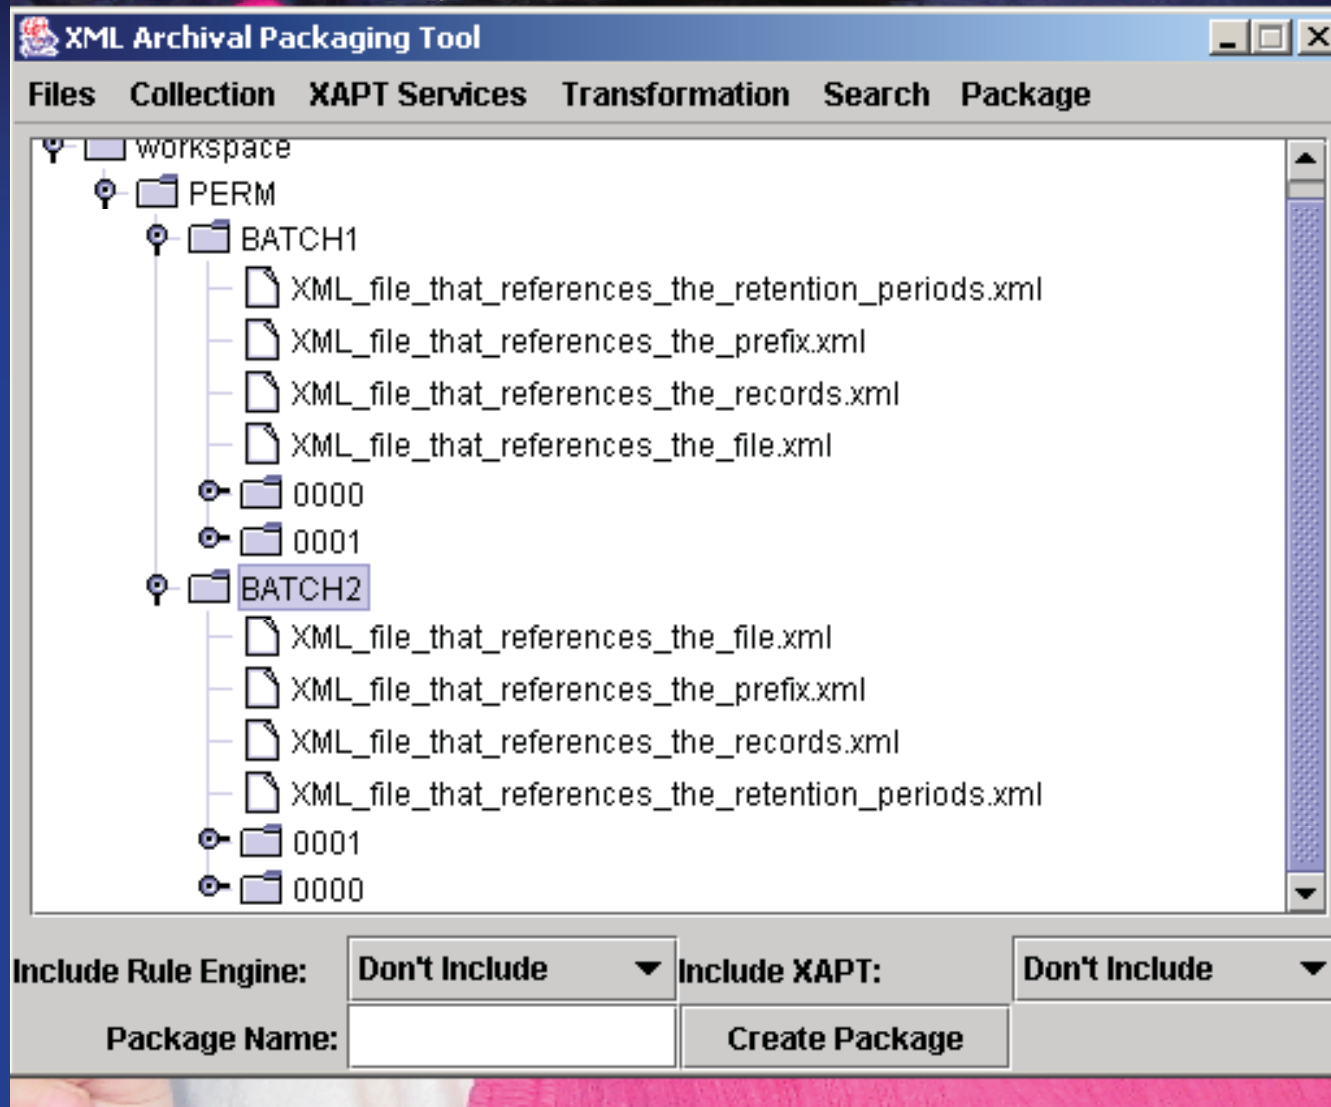 XML Archival Packaging Tool
Files Collection XAPT Services Transformation Search Package
workspace
PERM
BATCH1
XML_file_that_references_the_retention_periods.xml
XML_file_that_references_the_prefix.xml
XML_file_that_references_the_records.xml
XML_file_that_references_the_file.xml
0000
0001
BATCH2
XML_file_that_references_the_file.xml
XML_file_that_references_the_prefix.xml
XML_file_that_references_the_records.xml
XML_file_that_references_the_retention_periods.xml
0001
0000
Include Rule Engine: Don't Include Include XAPT: Don't Include
Package Name: Create Package